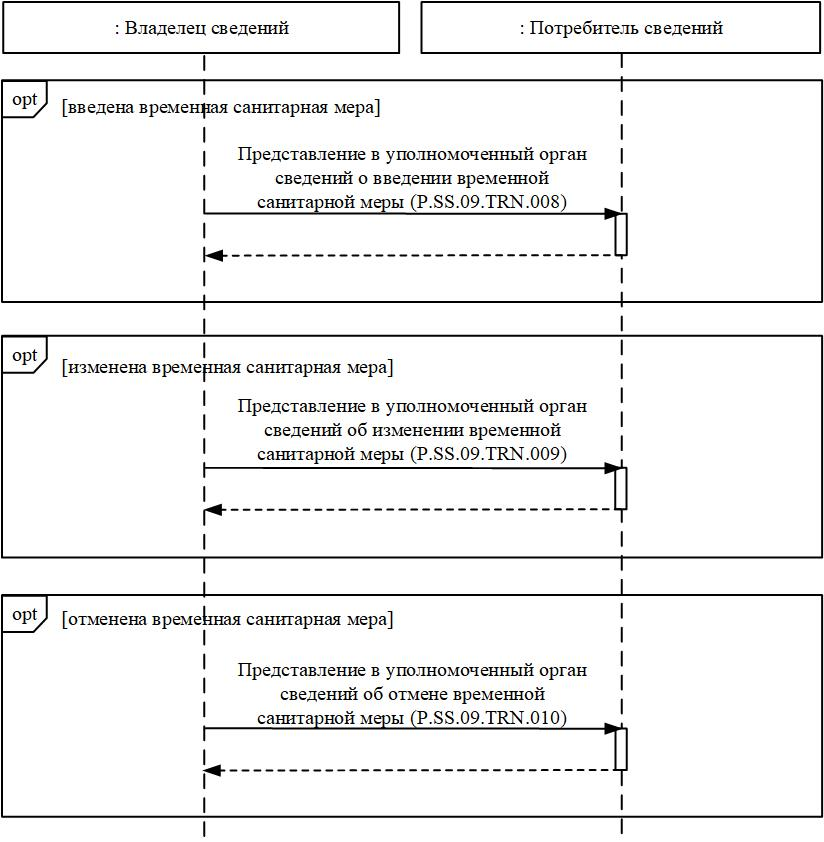 : Владелец сведений
: Потребитель сведений
opt
[введена временная санитарная мера]
Представление в уполномоченный орган
сведений о введении временной
санитарной меры (P.SS.09.TRN.008)
opt
[изменена временная санитарная мера]
Представление в уполномоченный орган
сведений об изменении временной
санитарной меры (P.SS.09.TRN.009)
opt
[отменена временная санитарная мера]
Представление в уполномоченный орган
сведений об отмене временной
санитарной меры (P.SS.09.TRN.010)